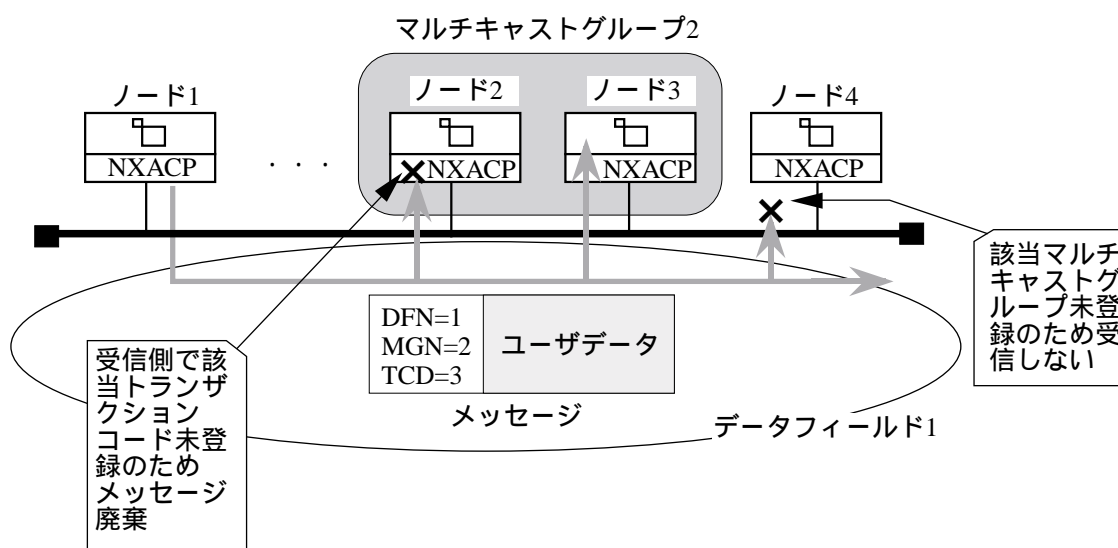 マルチキャストグループ2
ノード1
ノード2
ノード3
ノード4
NXACP
・・・
NXACP
NXACP
NXACP
DFN=1
MGN=2
TCD=3
ユーザデータ
メッセージ
データフィールド1
受信側で該
当トランザ
クション
コード未登
録のため
メッセージ
廃棄
該当マルチ
キャストグ
ループ未登
録のため受
信しない